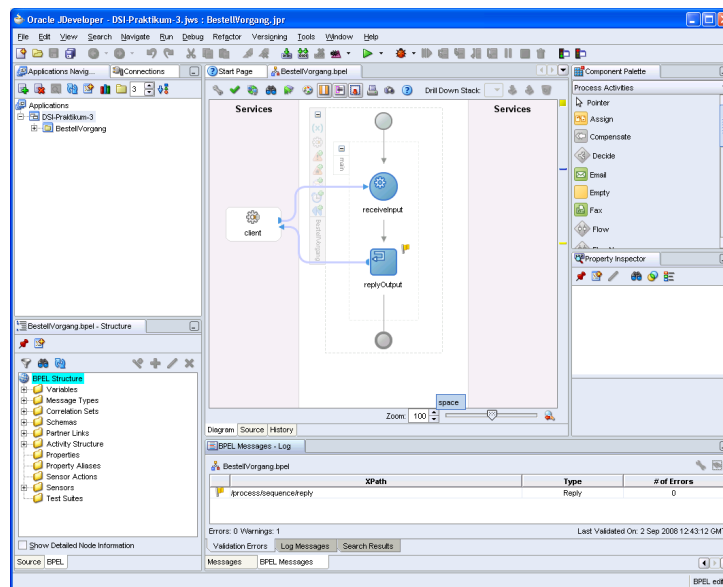 Oracle JDeveloper - DSI-Praktikum-3.jws : BestellVorgang.jpr
File Edit View Search Navigate Run Debug Refactor Versioning Tools Window Help
Applications Navig... Connections
3
Applications
DSI-Praktikum-3
BestellVorgang
Start Page BestellVorgang.bpel
Drill Down Stack:
Services Services
main
BestellVorgang
receiveInput
client
replyOutput
space
Zoom: 100
Diagram Source History
Component Palette
Process Activities
Pointer
Assign
Compensate
Decide
Email
Empty
Fax
Flow
Property Inspector
BestellVorgang.bpel - Structure
BPEL Structure
Variables
Message Types
Correlation Sets
Schemas
Partner Links
Activity Structure
Properties
Property Aliases
Sensor Actions
Sensors
Test Suites
Show Detailed Node Information
Source BPEL
BPEL Messages - Log
BestellVorgang.bpel
XPath Type # of Errors
/process/sequence/reply Reply 0
Errors: 0 Warnings: 1 Last Validated On: 2 Sep 2008 12:43:12 GMT
Validation Errors Log Messages Search Results
Messages BPEL Messages
BPEL edi